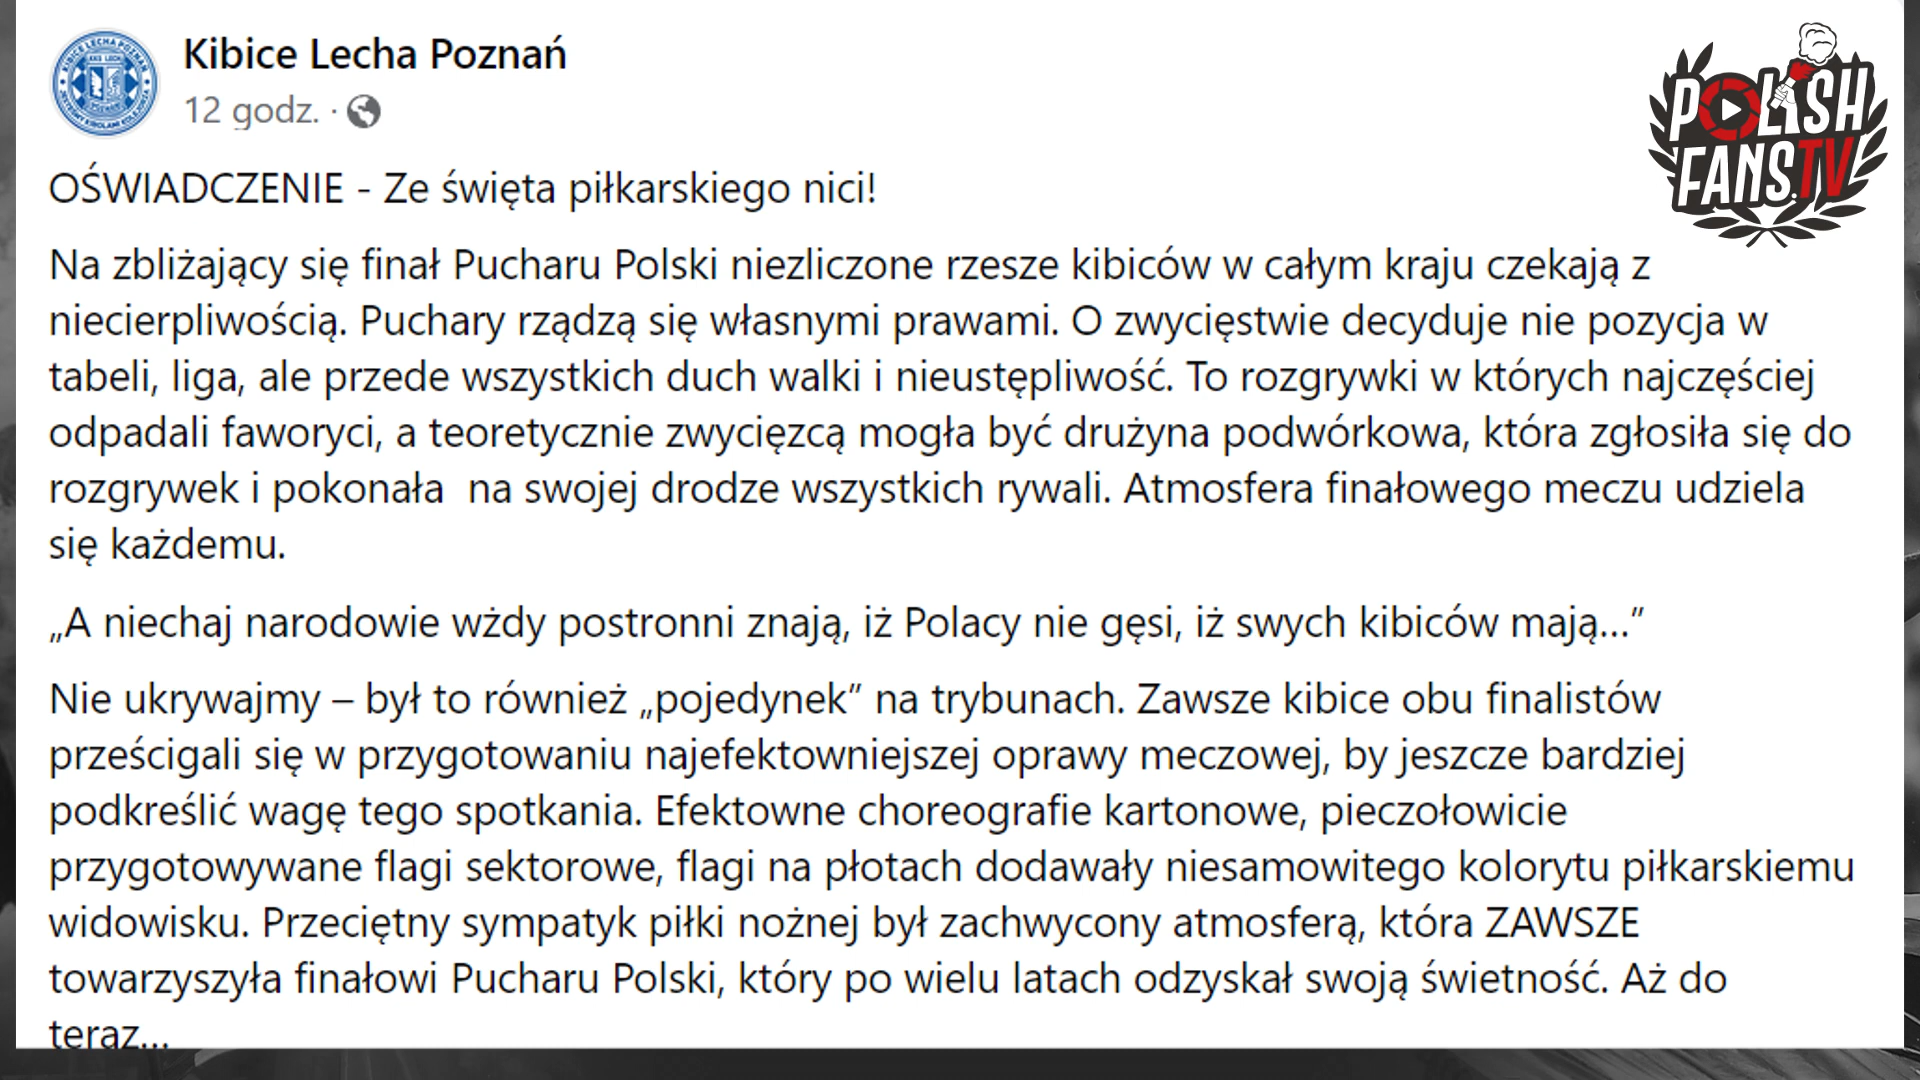 Kibice Lecha Poznań
12 godz. ·
POLISH
FANS.TV
OŚWIADCZENIE - Ze święta piłkarskiego nici!
Na zbliżający się finał Pucharu Polski niezliczone rzesze kibiców w całym kraju czekają z
niecierpliwością. Puchary rządzą się własnymi prawami. O zwycięstwie decyduje nie pozycja w
tabeli, liga, ale przede wszystkich duch walki i nieustępliwość. To rozgrywki w których najczęściej
odpadali faworyci, a teoretycznie zwycięzcą mogła być drużyna podwórkowa, która zgłosiła się do
rozgrywek i pokonała  na swojej drodze wszystkich rywali. Atmosfera finałowego meczu udziela
się każdemu.
„A niechaj narodowie wżdy postronni znają, iż Polacy nie gęsi, iż swych kibiców mają...”
Nie ukrywajmy – był to również „pojedynek” na trybunach. Zawsze kibice obu finalistów
prześcigali się w przygotowaniu najefektowniejszej oprawy meczowej, by jeszcze bardziej
podkreślić wagę tego spotkania. Efektowne choreografie kartonowe, pieczołowicie
przygotowywane flagi sektorowe, flagi na płotach dodawały niesamowitego kolorytu piłkarskiemu
widowisku. Przeciętny sympatyk piłki nożnej był zachwycony atmosferą, która ZAWSZE
towarzyszyła finałowi Pucharu Polski, który po wielu latach odzyskał swoją świetność. Aż do
teraz...